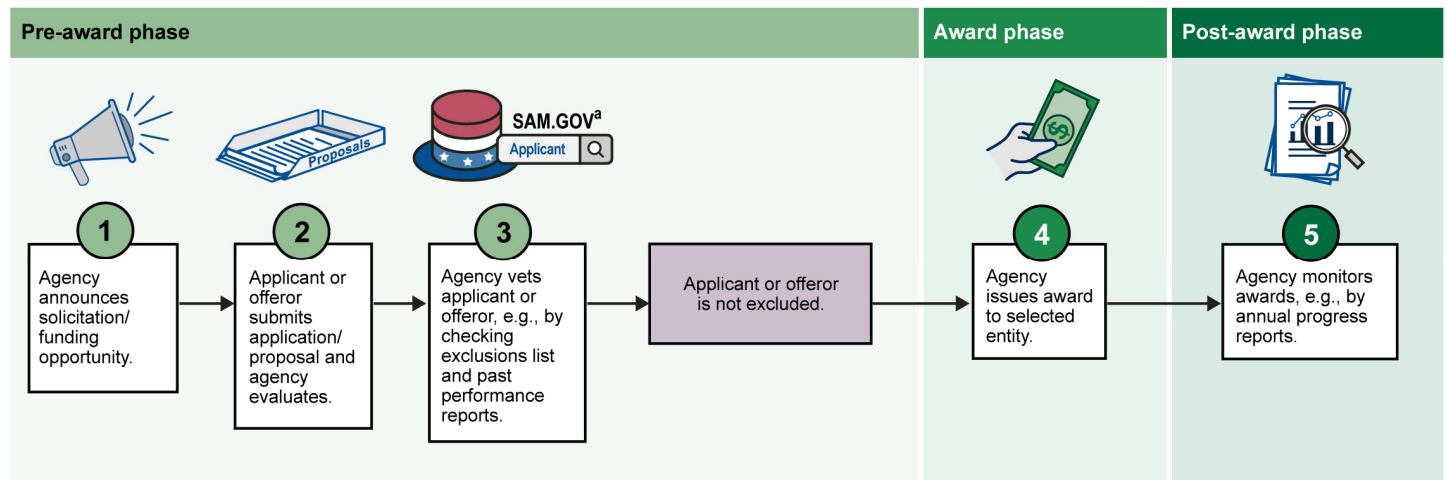 Pre-award phase
Award phase
Post-award phase
Proposals
SAM.GOVa
Applicant
$
1
Agency
announces
solicitation/
funding
opportunity.
2
Applicant or
offeror
submits
application/
proposal and
agency
evaluates.
3
Agency vets
applicant or
offeror, e.g., by
checking
exclusions list
and past
performance
reports.
Applicant or offeror
is not excluded.
4
Agency
issues award
to selected
entity.
5
Agency monitors
awards, e.g., by
annual progress
reports.